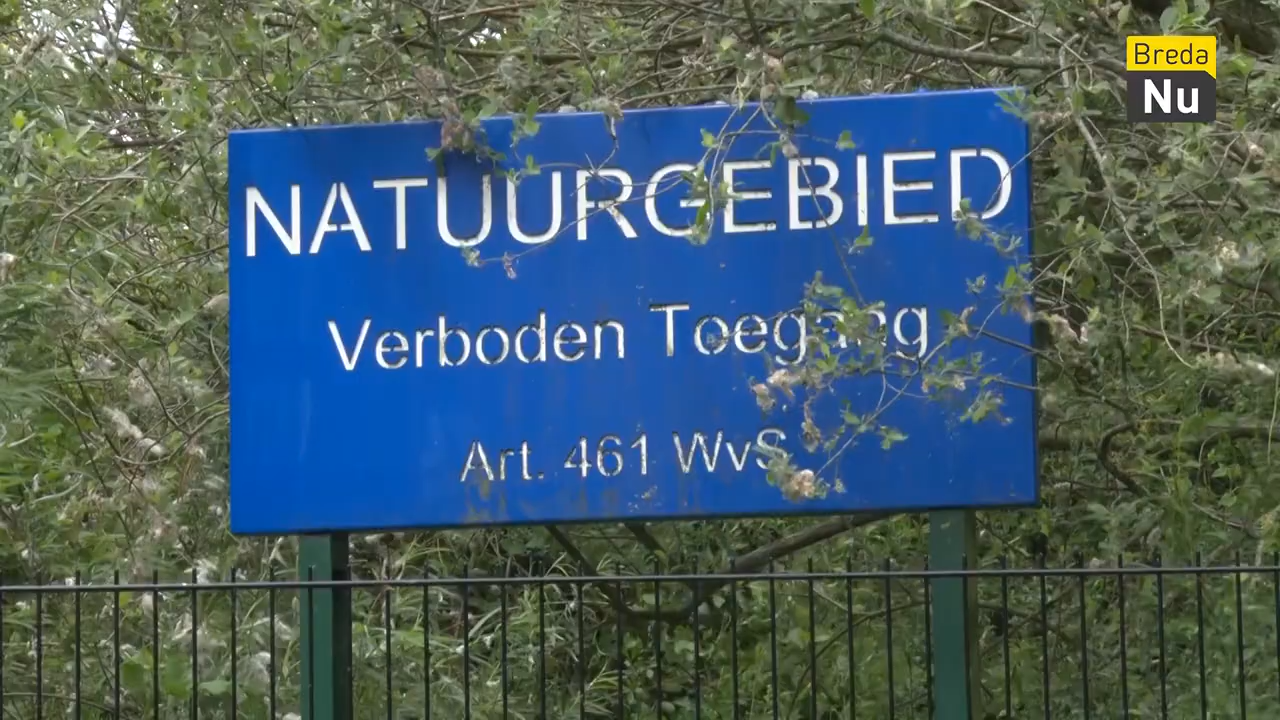 Breda
Nu
NATUURGEBIED
Verboden Toegang
Art. 461 WvS